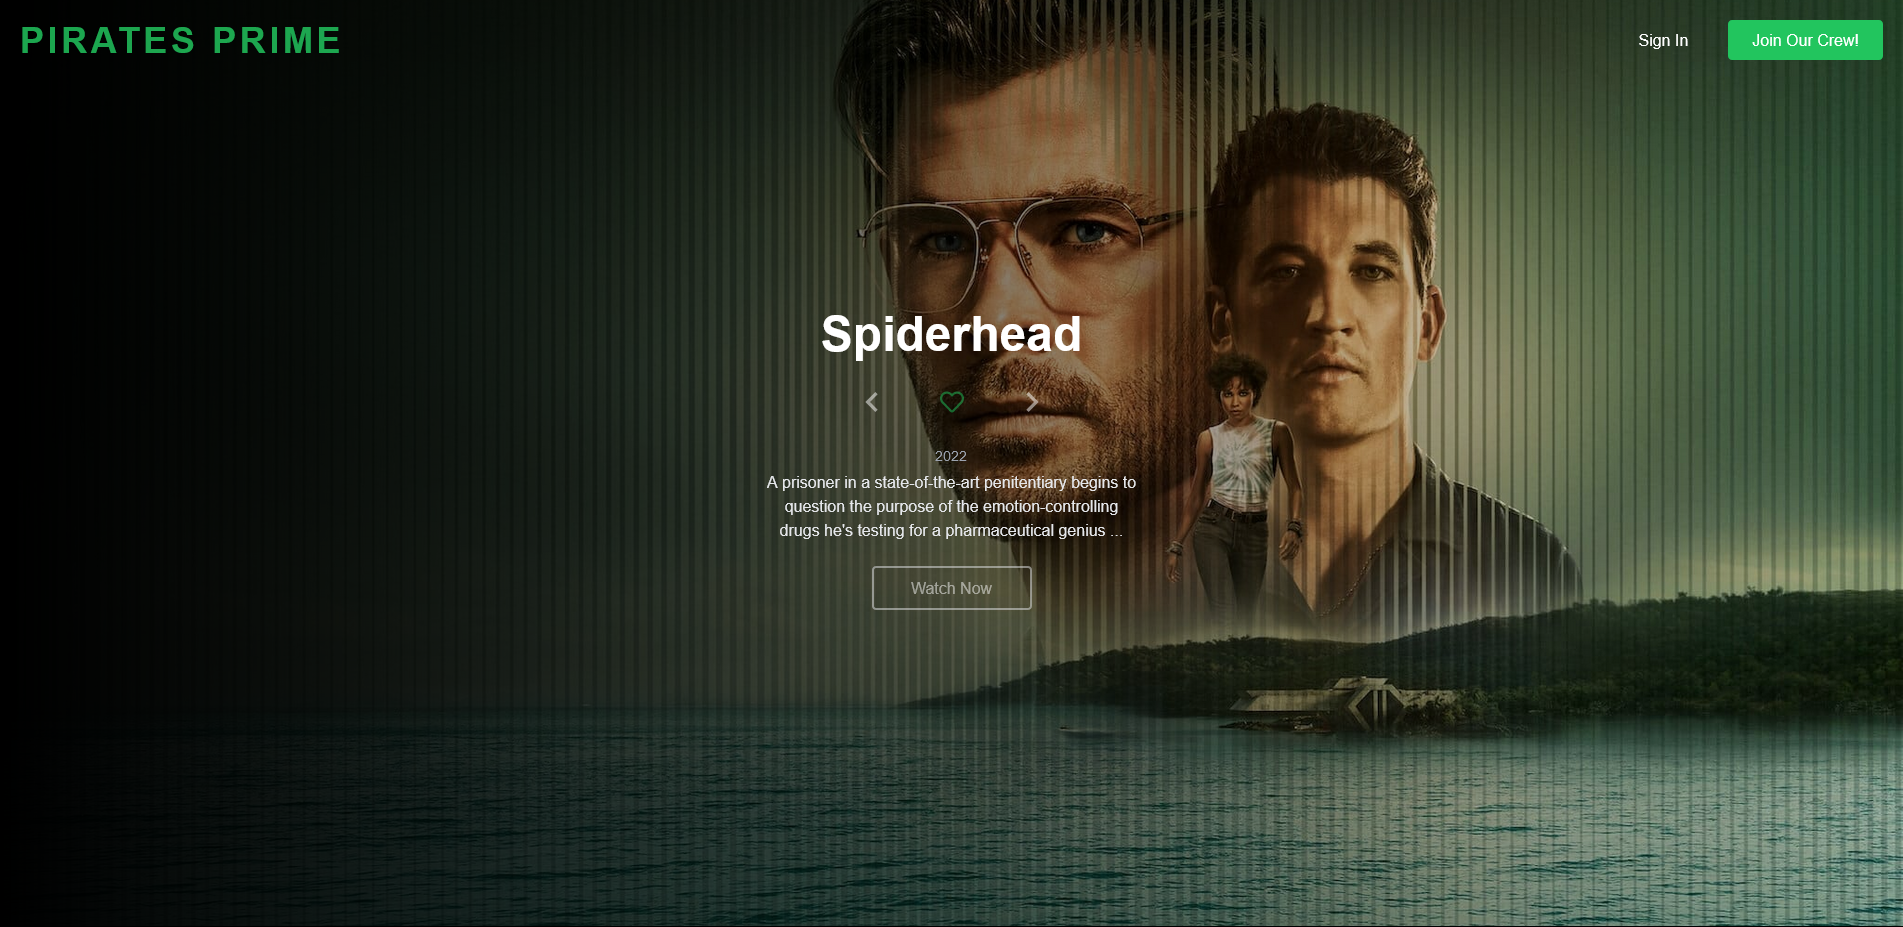 PIRATES PRIME
Sign In
Join Our Crew!
Spiderhead
2022
A prisoner in a state-of-the-art penitentiary begins to
question the purpose of the emotion-controlling
drugs he's testing for a pharmaceutical genius ...
Watch Now